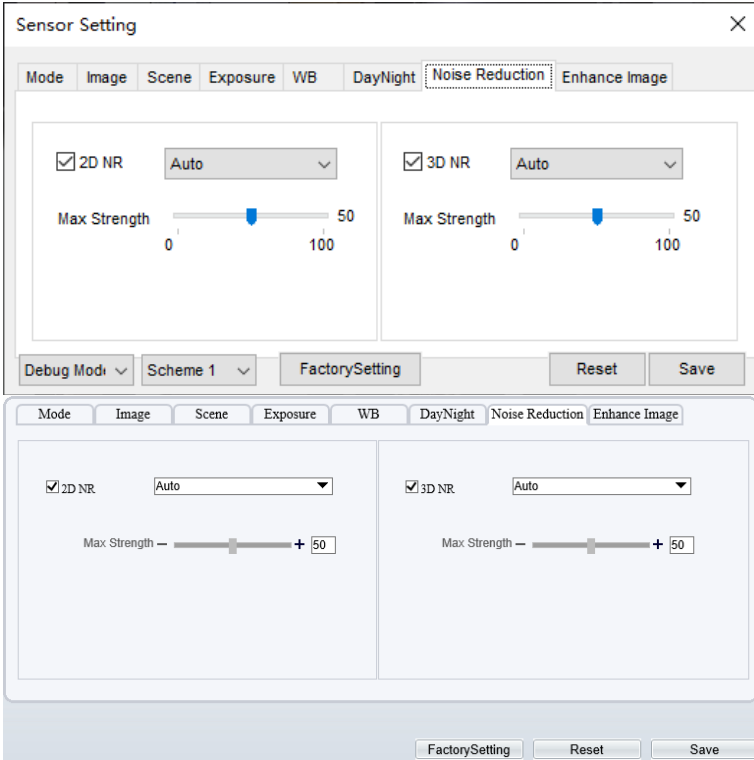 Sensor Setting
Mode Image Scene Exposure WB DayNight Noise Reduction Enhance Image
2D NR Auto 3D NR Auto
Max Strength 50 Max Strength 50
0 100 0 100
Debug Mod Scheme 1 FactorySetting Reset Save
Mode Image Scene Exposure WB DayNight Noise Reduction Enhance Image
2D NR Auto 3D NR Auto
Max Strength 50 Max Strength 50
FactorySetting Reset Save